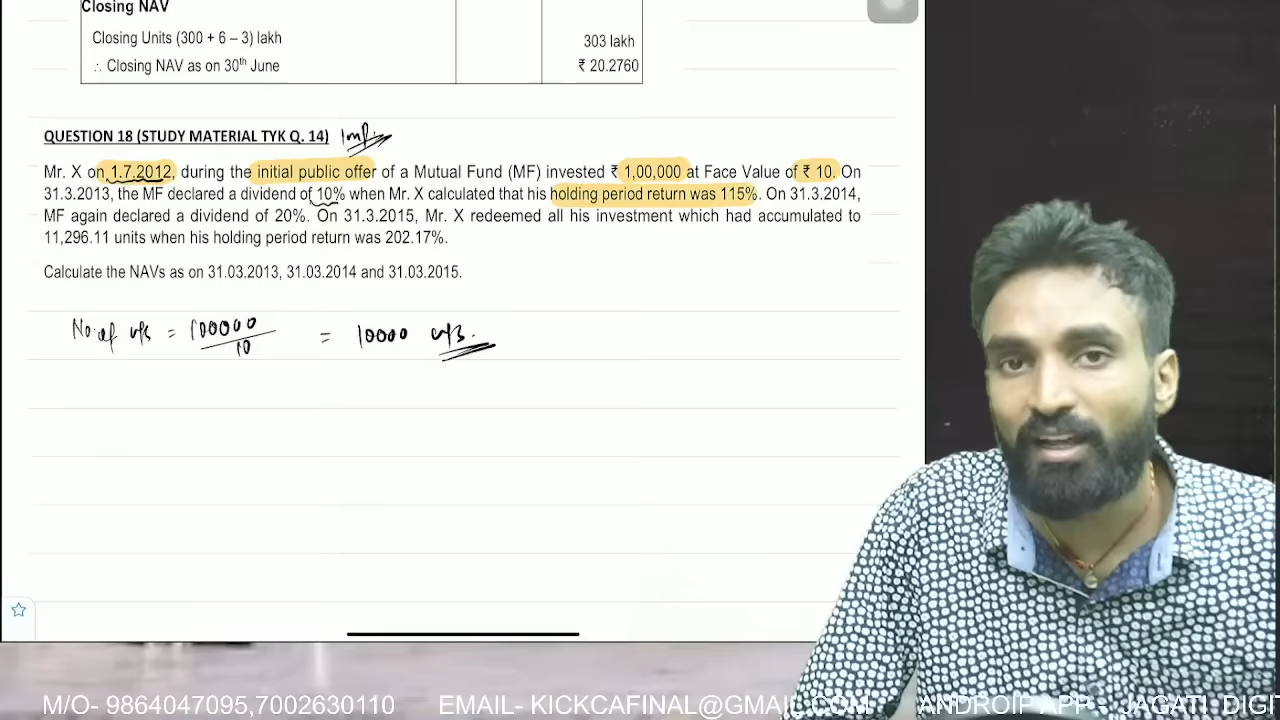 Closing NAV
Closing Units (300 + 6 – 3) lakh 303 lakh
∴ Closing NAV as on 30th June ₹ 20.2760
QUESTION 18 (STUDY MATERIAL TYK Q. 14) Imp.
Mr. X on 1.7.2012, during the initial public offer of a Mutual Fund (MF) invested ₹ 1,00,000 at Face Value of ₹ 10. On
31.3.2013, the MF declared a dividend of 10% when Mr. X calculated that his holding period return was 115%. On 31.3.2014,
MF again declared a dividend of 20%. On 31.3.2015, Mr. X redeemed all his investment which had accumulated to
11,296.11 units when his holding period return was 202.17%.
Calculate the NAVs as on 31.03.2013, 31.03.2014 and 31.03.2015.
No. of u/s = 100000 / 10 = 10000 u/s.
M/O- 9864047095,7002630110 EMAIL- KICKCAFINAL@GMAIL.COM ANDROIP APP - JAGATI DIGI